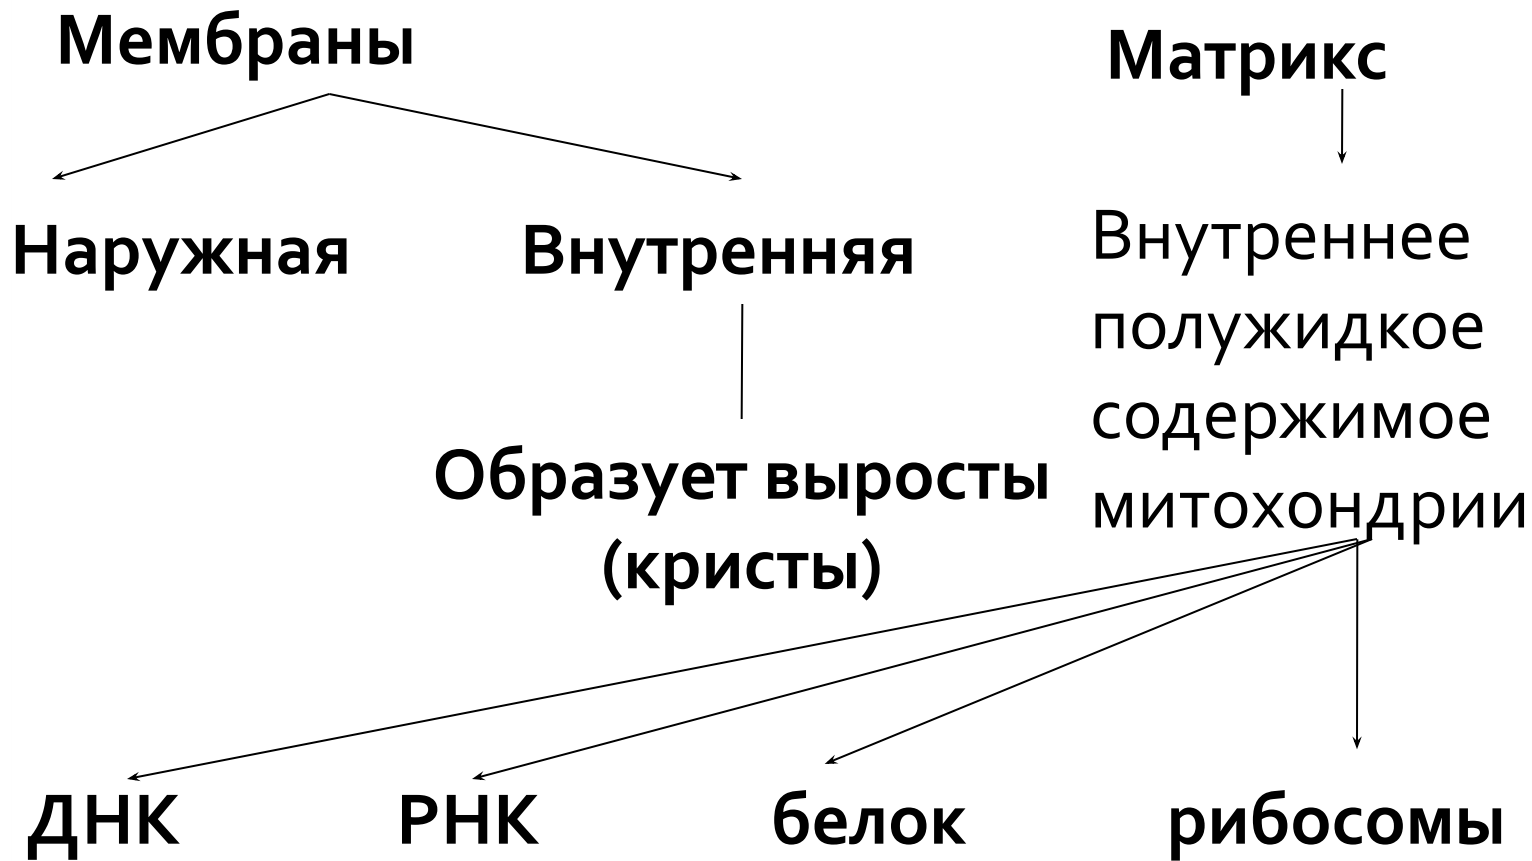 Мембраны
Матрикс
Наружная
Внутренняя
Внутреннее
полужидкое
содержимое
митохондрии
Образует выросты
(кристы)
ДНК
РНК
белок
рибосомы